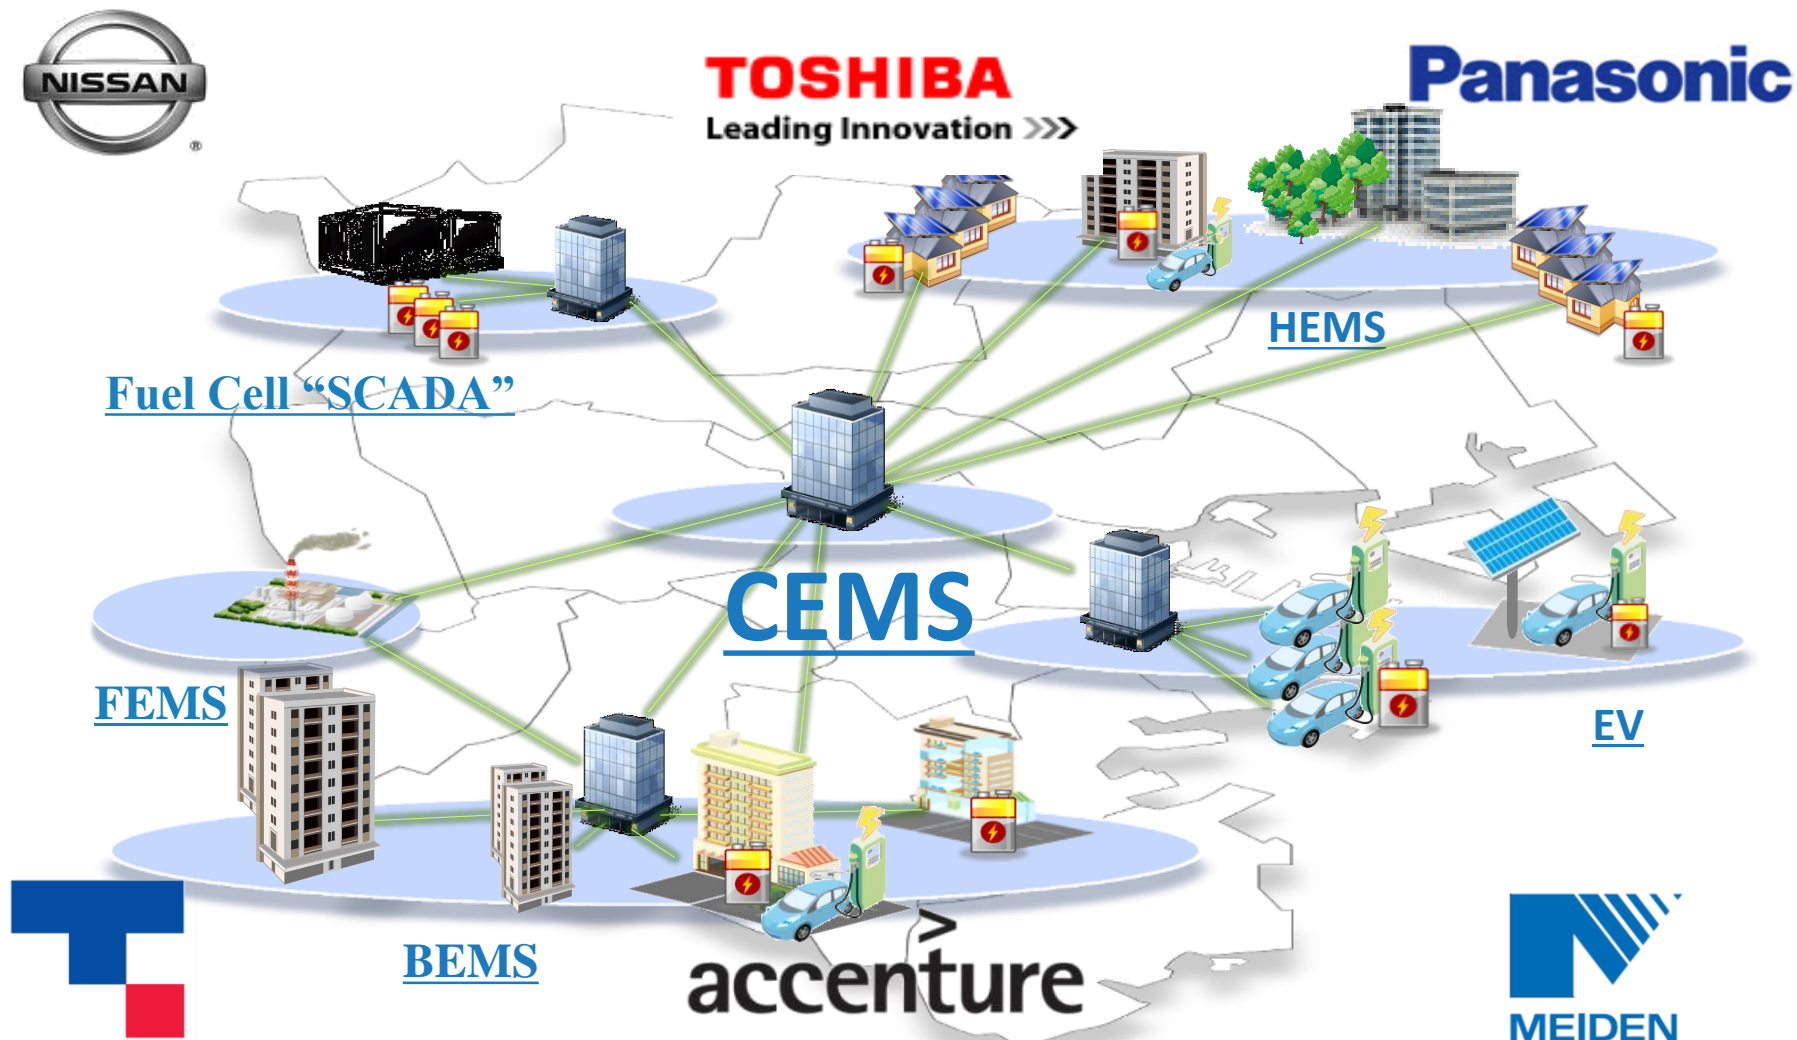 NISSAN
®
TOSHIBA
Leading Innovation >>>
Panasonic
HEMS
Fuel Cell “SCADA”
CEMS
FEMS
EV
BEMS
accenture
MEIDEN